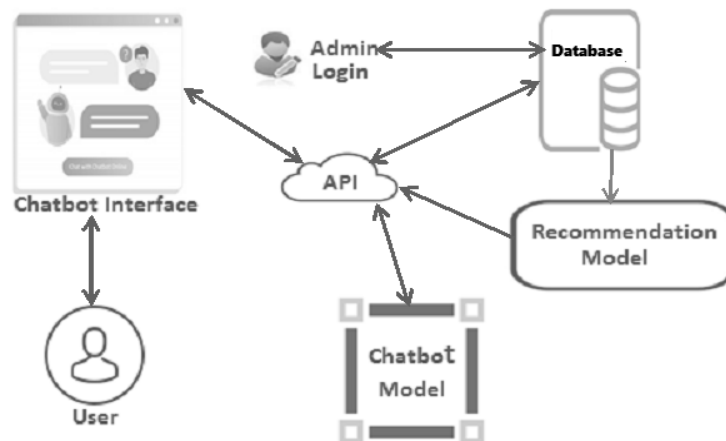 Admin
Login
Database
Chatbot Interface
API
Recommendation
Model
Chatbot
Model
User